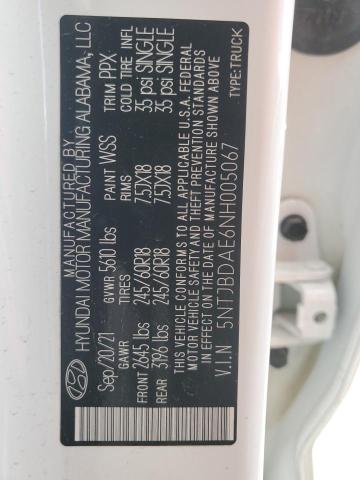 MANUFACTURED BY
HYUNDAI MOTOR MANUFACTURING ALABAMA, LLC
Sep/20/21 PAINT WSS TRIM PPX
GVWR 5610 lbs
GAWR TIRES RIMS COLD TIRE INFL
FRONT 2645 lbs 245/60R18 7.5JX18 35 psi SINGLE
REAR 3196 lbs 245/60R18 7.5JX18 35 psi SINGLE
THIS VEHICLE CONFORMS TO ALL APPLICABLE U.S.A. FEDERAL
MOTOR VEHICLE SAFETY AND THEFT PREVENTION STANDARDS
IN EFFECT ON THE DATE OF MANUFACTURE SHOWN ABOVE
V.I.N 5NTJBDAE6NH005067 TYPE:TRUCK